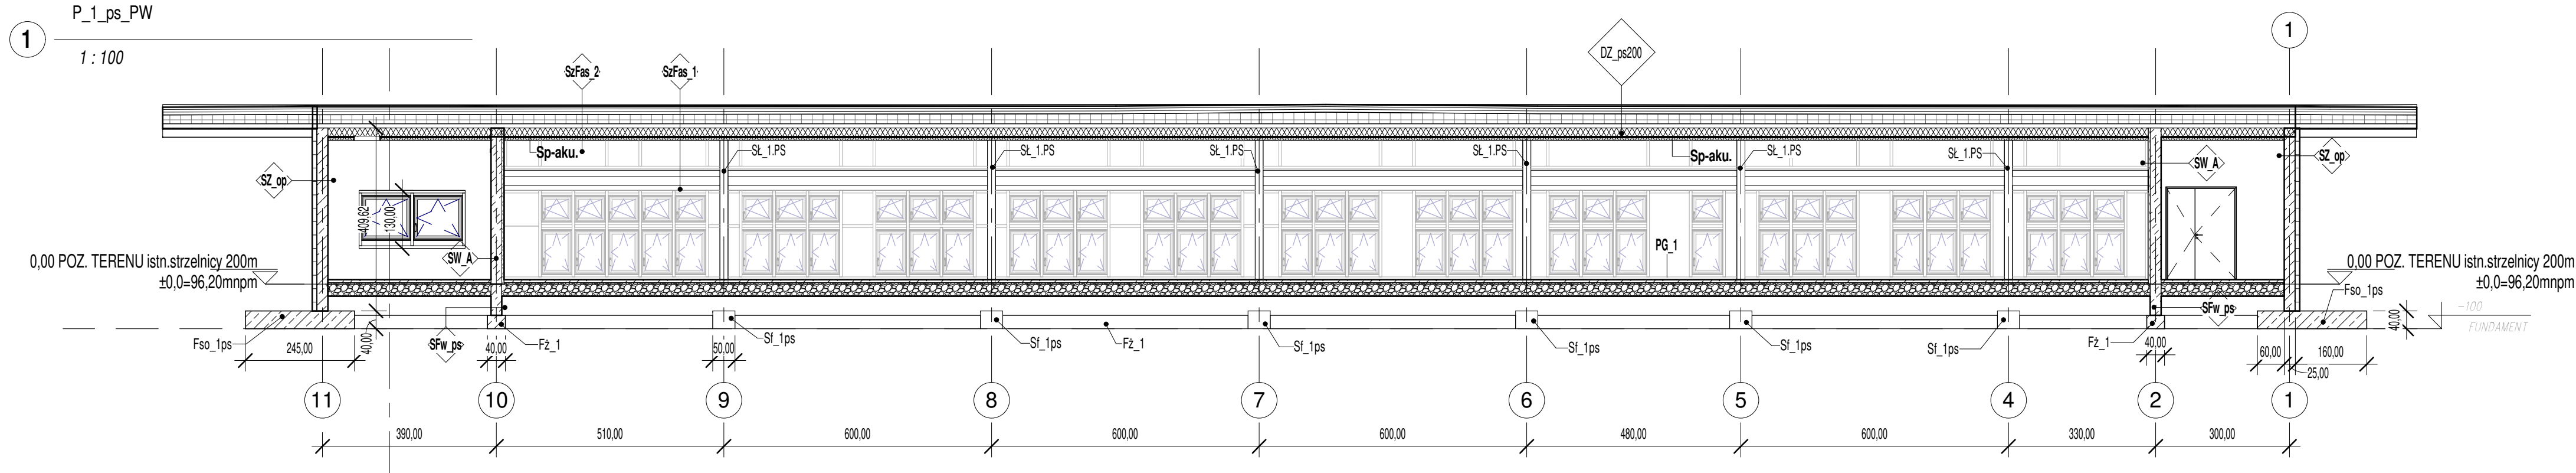 P_1_ps_PW
1
1 : 100
1
SzFas_2
SzFas_1
DZ_ps200
Sp-aku.
SŁ_1.PS
SŁ_1.PS
SŁ_1.PS
SŁ_1.PS
Sp-aku.
SŁ_1.PS
SŁ_1.PS
SW_A
SZ_op
SZ_op
409,62
130,00
SW_A
PG_1
0,00 POZ. TERENU istn.strzelnicy 200m
±0,0=96,20mnpm
0,00 POZ. TERENU istn.strzelnicy 200m
±0,0=96,20mnpm
Fso_1ps
-100
FUNDAMENT
SFw_ps
40,00
Fso_1ps
245,00
40,00
SFw_ps
40,00
Fż_1
50,00
Sf_1ps
Sf_1ps
Fż_1
Sf_1ps
Sf_1ps
Sf_1ps
Sf_1ps
Fż_1
40,00
60,00
160,00
25,00
11
10
9
8
7
6
5
4
2
1
390,00
510,00
600,00
600,00
600,00
480,00
600,00
330,00
300,00